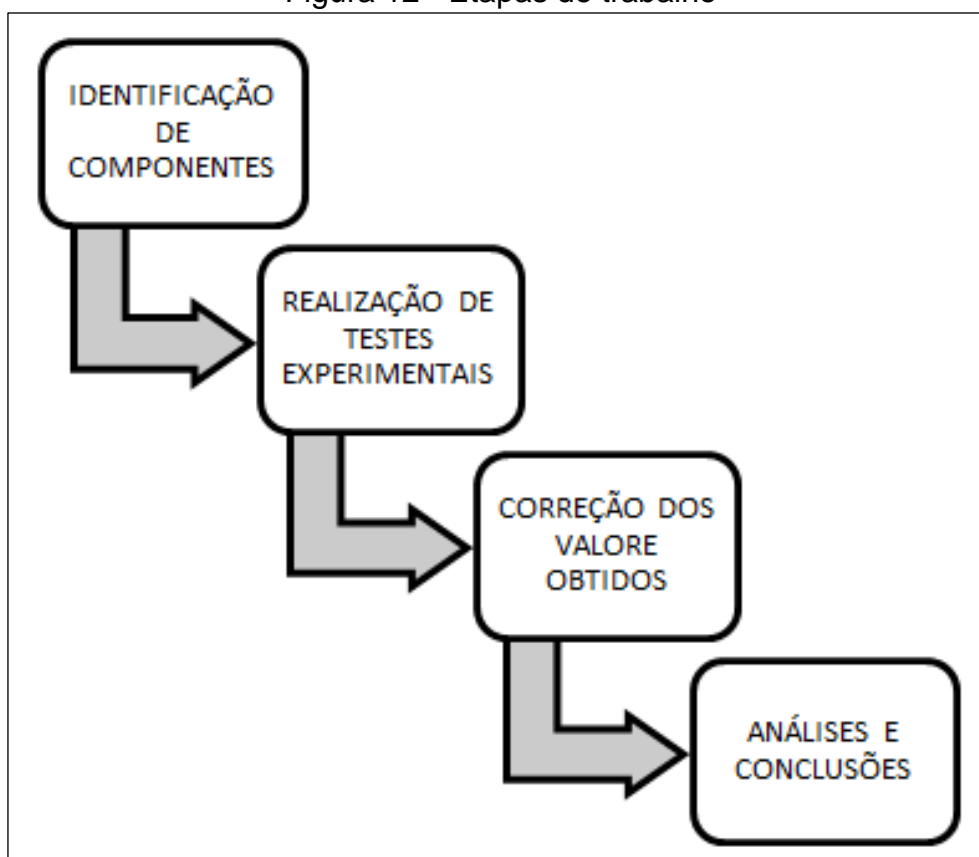 Figura 12 - Etapas do trabalho
IDENTIFICAÇÃO
DE
COMPONENTES
REALIZAÇÃO DE
TESTES
EXPERIMENTAIS
CORREÇÃO DOS
VALORE
OBTIDOS
ANÁLISES E
CONCLUSÕES